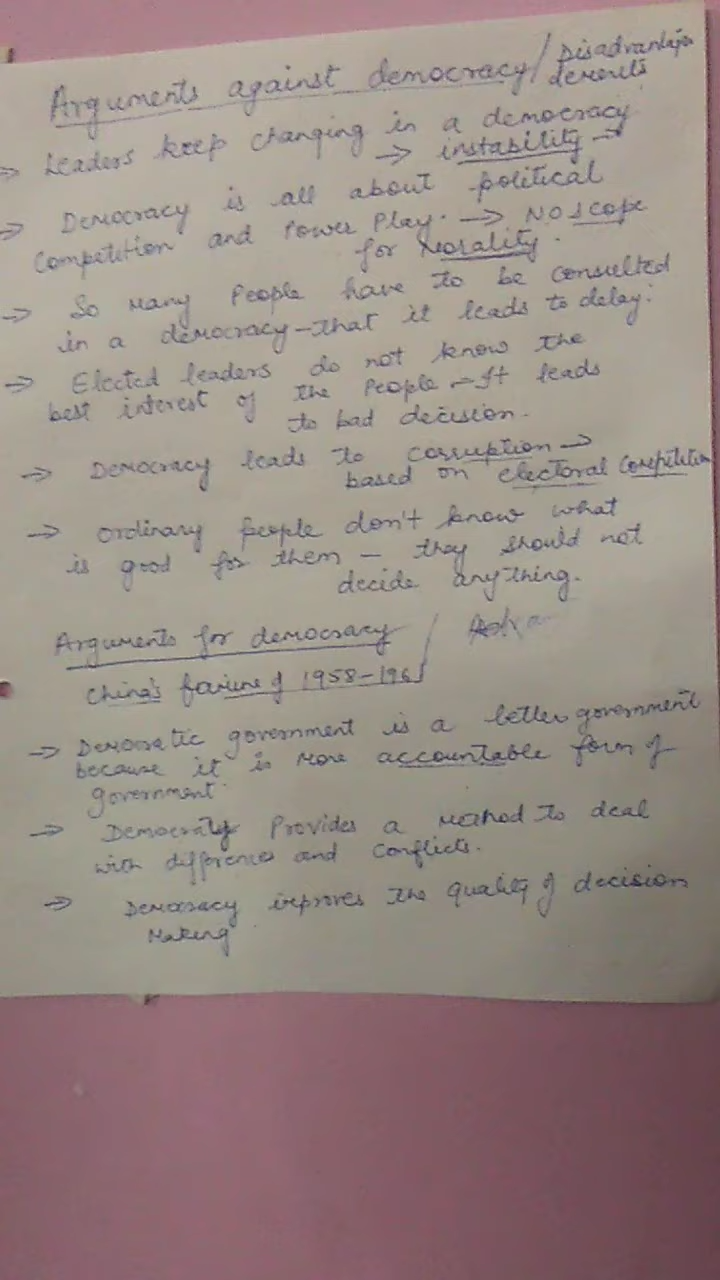 Arguments against democracy / Disadvantages
demerits
→ Leaders keep changing in a democracy
→ instability →
→ Democracy is all about political
Competition and Power Play. → No scope
for Morality.
→ So Many People have to be consulted
in a democracy – that it leads to delay.
→ Elected leaders do not know the
best interest of the People – It leads
to bad decision.
→ Democracy leads to corruption →
based on electoral Competition
→ Ordinary people don't know what
is good for them – they should not
decide anything.
Arguments for democracy /
China's famine of 1958-1961
→ Democratic government is a better government
because it is More accountable form of
government.
→ Democracy Provides a Method to deal
with difference and Conflicts.
→ Democracy improves the quality of decision
Making